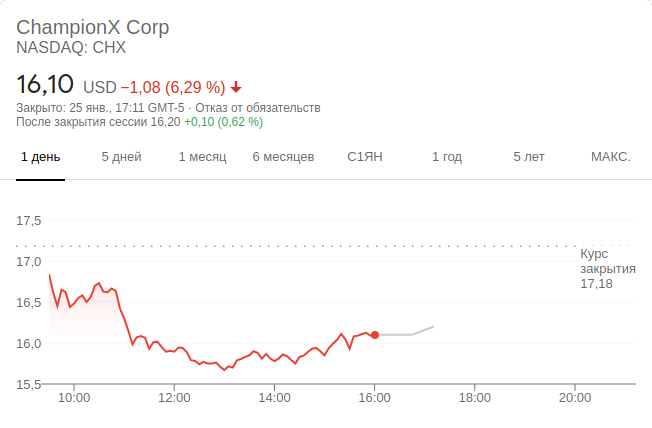 ChampionX Corp
NASDAQ: CHX
16,10 USD −1,08 (6,29 %)
Закрыто: 25 янв., 17:11 GMT-5 · Отказ от обязательств
После закрытия сессии 16,20 +0,10 (0,62 %)
1 день 5 дней 1 месяц 6 месяцев С1ЯН 1 год 5 лет МАКС.
17,5
Курс
закрытия
17,18
17,0
16,5
16,0
15,5
10:00 12:00 14:00 16:00 18:00 20:00